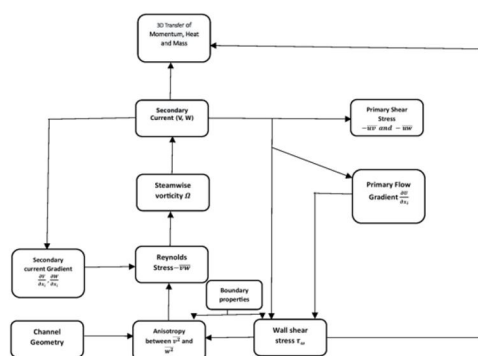 3D Transfer of
Momentum, Heat
and Mass
Secondary
Current (V, W)
Primary Shear
Stress
−u̅v̅ and − u̅w̅
Steamwise
vorticity Ω
Primary Flow
Gradient ∂U/∂xᵢ
Secondary
current Gradient
∂V/∂xᵢ, ∂W/∂xᵢ
Reynolds
Stress−v̅w̅
Boundary
properties
Channel
Geometry
Anisotropy
between v̅²̅ and
w̅²̅
Wall shear
stress τw